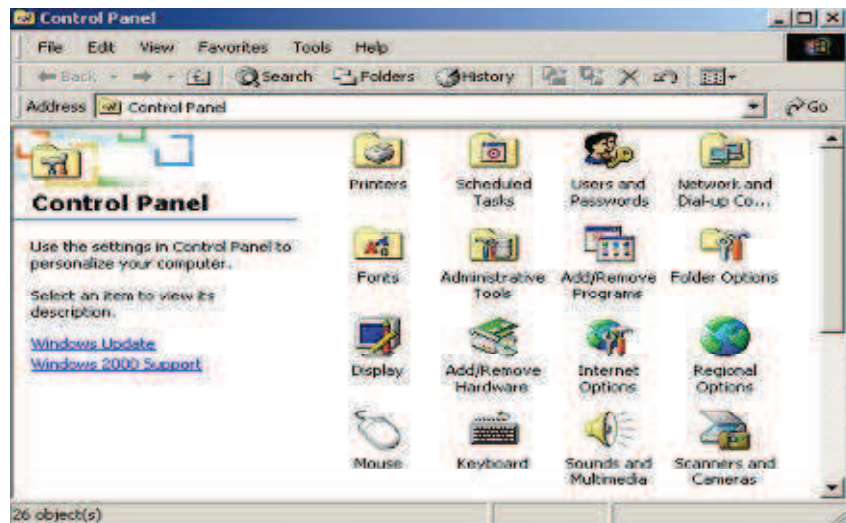 Control Panel
File Edit View Favorites Tools Help
Back Search Folders History
Address Control Panel Go
Control Panel
Use the settings in Control Panel to
personalize your computer.
Select an item to view its
description.
Windows Update
Windows 2000 Support
Printers
Scheduled
Tasks
Users and
Passwords
Network and
Dial-up Co...
Fonts
Administrative
Tools
Add/Remove
Programs
Folder Options
Display
Add/Remove
Hardware
Internet
Options
Regional
Options
Mouse
Keyboard
Sounds and
Multimedia
Scanners and
Cameras
26 object(s)